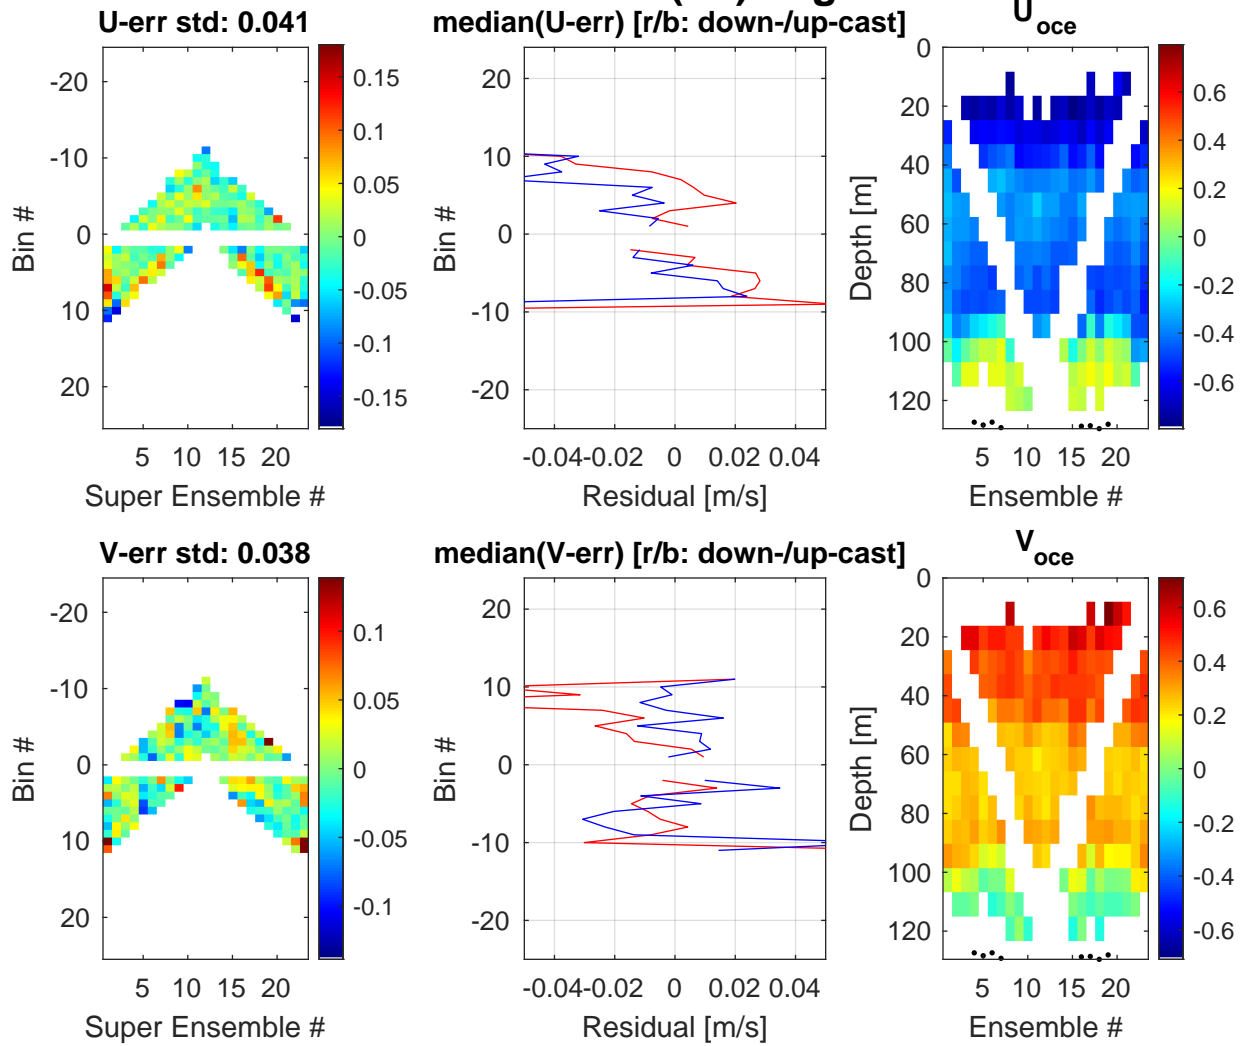 U-err std: 0.041
median(U-err) [r/b: down-/up-cast]
U_oce
-20
-10
0
10
20
Bin #
5 10 15 20
Super Ensemble #
0.15
0.1
0.05
0
-0.05
-0.1
-0.15
20
10
0
-10
-20
Bin #
-0.04 -0.02 0 0.02 0.04
Residual [m/s]
0
20
40
60
80
100
120
Depth [m]
5 10 15 20
Ensemble #
0.6
0.4
0.2
0
-0.2
-0.4
-0.6
V-err std: 0.038
median(V-err) [r/b: down-/up-cast]
V_oce
-20
-10
0
10
20
Bin #
5 10 15 20
Super Ensemble #
0.1
0.05
0
-0.05
-0.1
20
10
0
-10
-20
Bin #
-0.04 -0.02 0 0.02 0.04
Residual [m/s]
0
20
40
60
80
100
120
Depth [m]
5 10 15 20
Ensemble #
0.6
0.4
0.2
0
-0.2
-0.4
-0.6